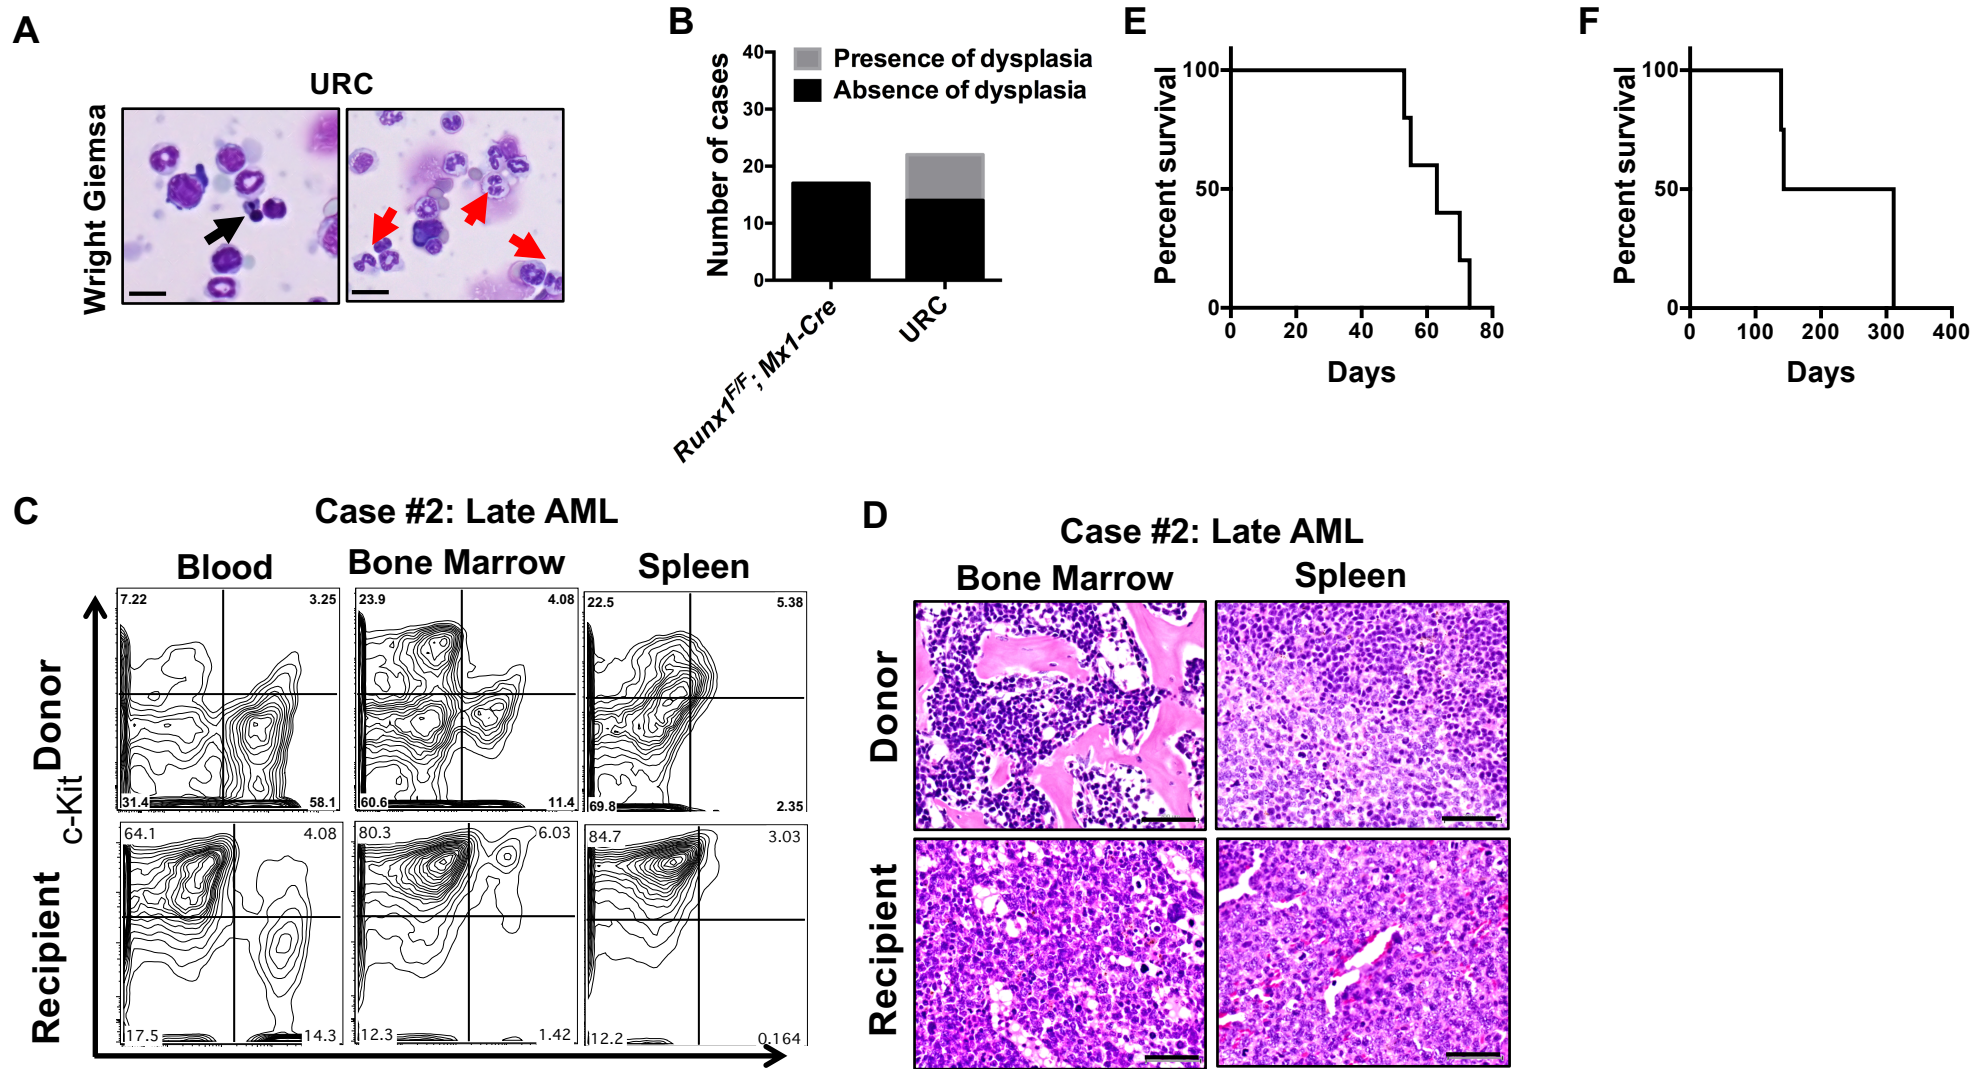 A
URC
Wright Giemsa
B
Number of cases
40
30
20
10
0
Presence of dysplasia
Absence of dysplasia
Runx1F/F; Mx1-Cre
URC
E
Percent survival
100
50
0
0 20 40 60 80
Days
F
Percent survival
100
50
0
0 100 200 300 400
Days
C
Case #2: Late AML
Blood
Bone Marrow
Spleen
Donor
7.22 3.25
31.4 58.1
23.9 4.08
60.6 11.4
22.5 5.38
69.8 2.35
c-Kit
Recipient
64.1 4.08
17.5 14.3
80.3 6.03
12.3 1.42
84.7 3.03
12.2 0.164
D
Case #2: Late AML
Bone Marrow
Spleen
Donor
Recipient